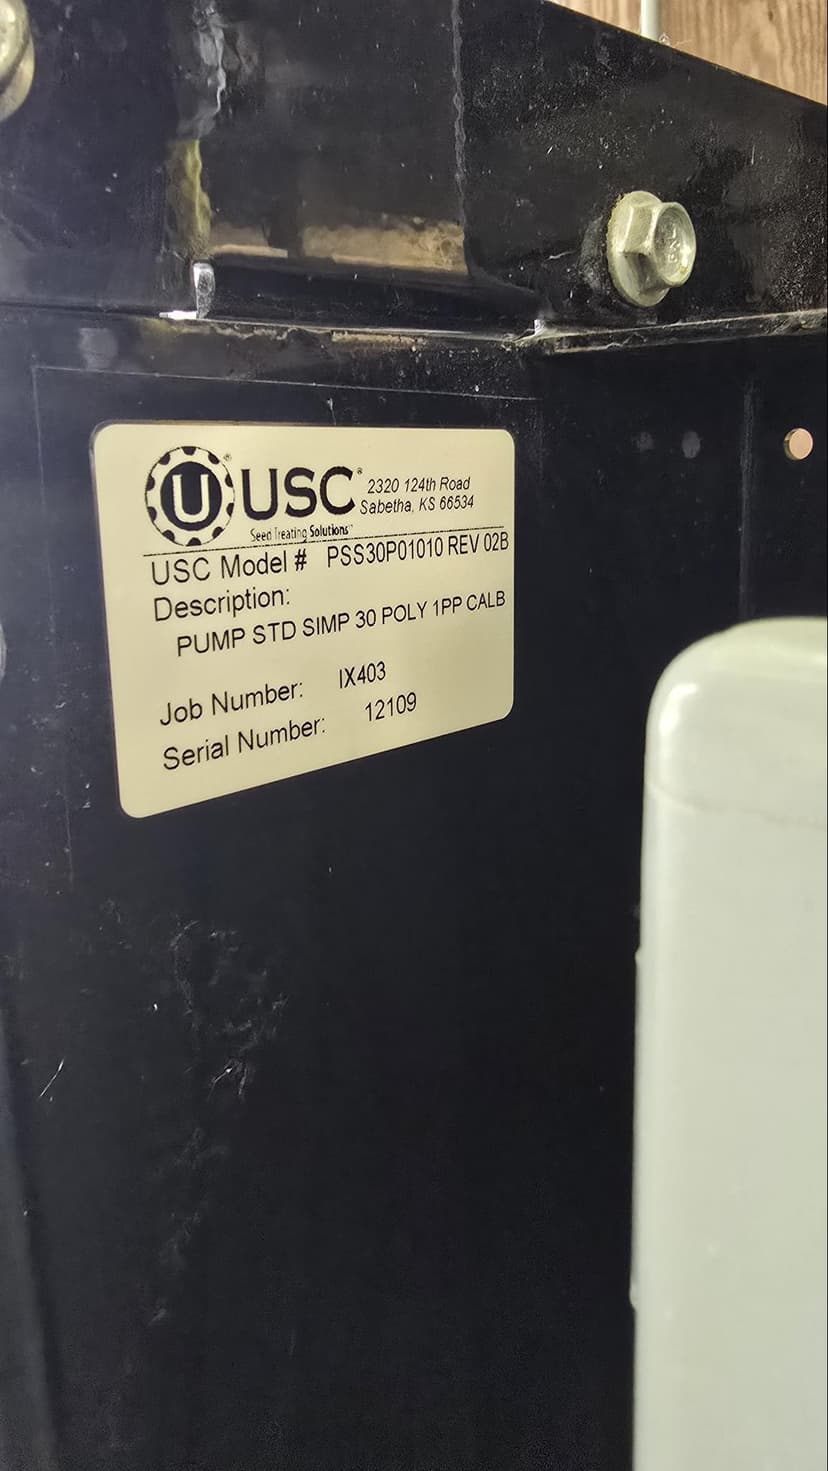 U® USC®
2320 124th Road
Sabetha, KS 66534
Seed Treating Solutions™
USC Model # PSS30P01010 REV 02B
Description:
PUMP STD SIMP 30 POLY 1PP CALB
Job Number: IX403
Serial Number: 12109